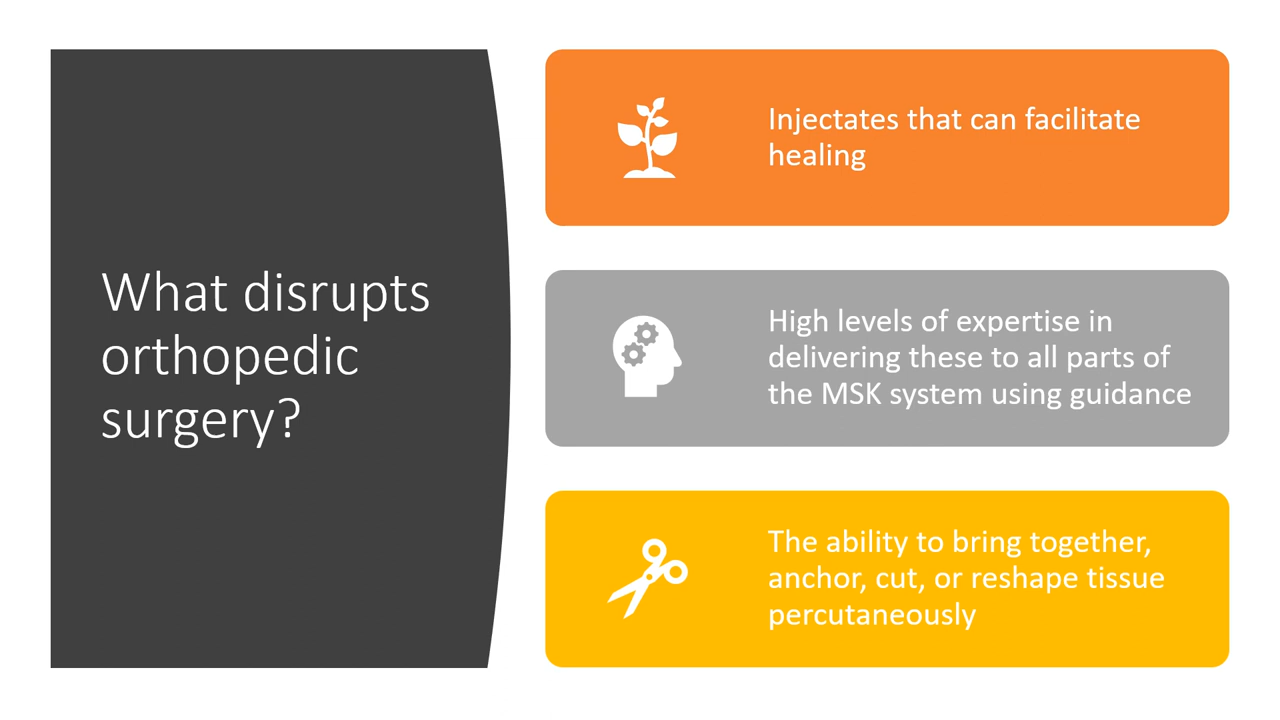 What disrupts
orthopedic
surgery?
Injectates that can facilitate
healing
High levels of expertise in
delivering these to all parts of
the MSK system using guidance
The ability to bring together,
anchor, cut, or reshape tissue
percutaneously